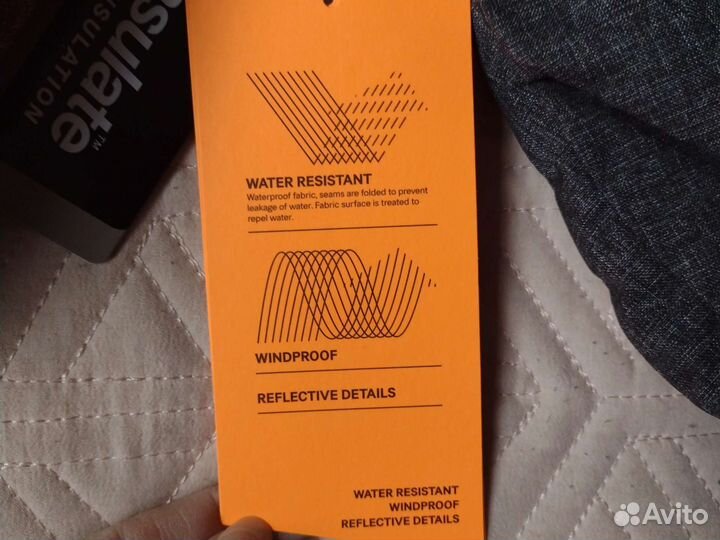 WATER RESISTANT
Waterproof fabric, seams are folded to prevent
leakage of water. Fabric surface is treated to
repel water.
WINDPROOF
REFLECTIVE DETAILS
WATER RESISTANT
WINDPROOF
REFLECTIVE DETAILS
Avito